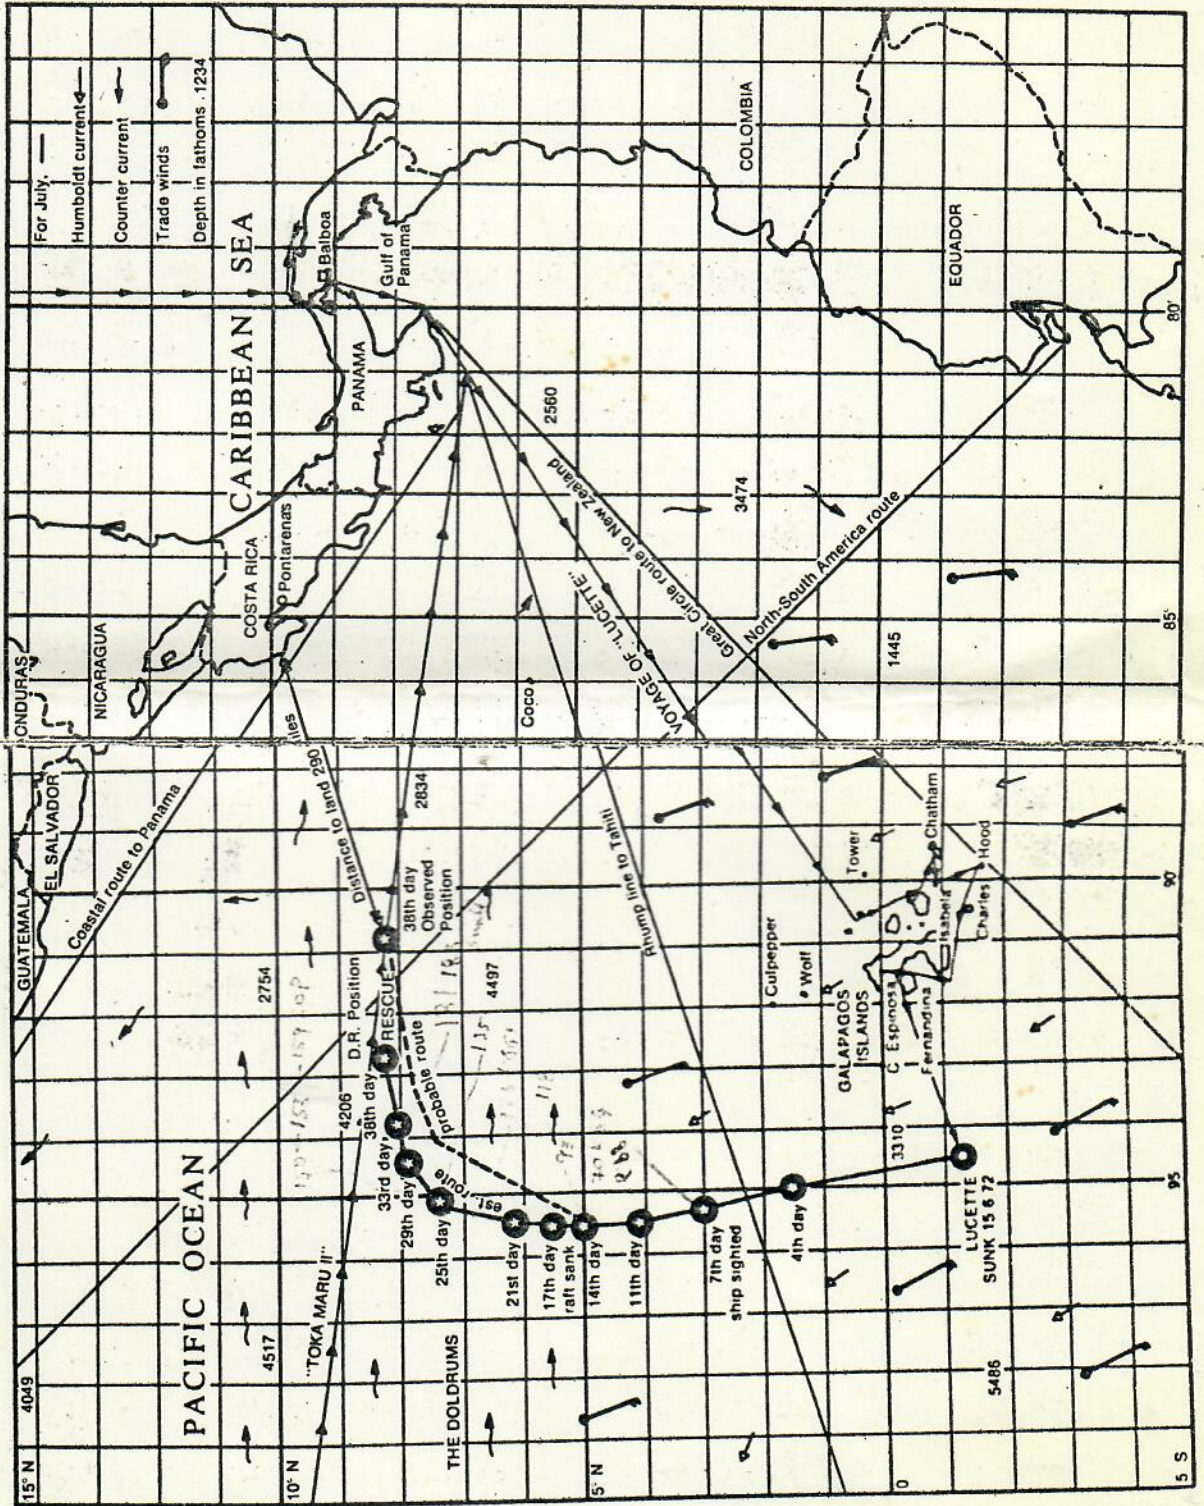 For July.
Humboldt current
Counter current
Trade winds
Depth in fathoms . 1234
CARIBBEAN SEA
Balboa
Gulf of
Panama
PANAMA
COLOMBIA
EQUADOR
80°
COSTA RICA
Pontarenas
NICARAGUA
ONDURAS
2560
3474
1445
85°
Great Circle route to New Zealand
VOYAGE OF "LUCETTE"
North-South America route
Coco
GUATEMALA
EL SALVADOR
Coastal route to Panama
Distance to land 290 miles
2834
38th day
Observed
Position
D.R. Position
RESCUE
2754
4206
4497
Rhump line to Tahiti
Culpepper
Wolf
Tower
Chatham
Hood
Charles
Isabela
GALAPAGOS
ISLANDS
C. Espinosa
Fernandina
90
3310
probable route
est. route
38th day
33rd day
29th day
25th day
21st day
17th day
raft sank
14th day
11th day
7th day
ship sighted
4th day
LUCETTE
SUNK 15 6 72
95
PACIFIC OCEAN
"TOKA MARU II"
4517
4049
THE DOLDRUMS
5486
15° N
10° N
5° N
0
5 S